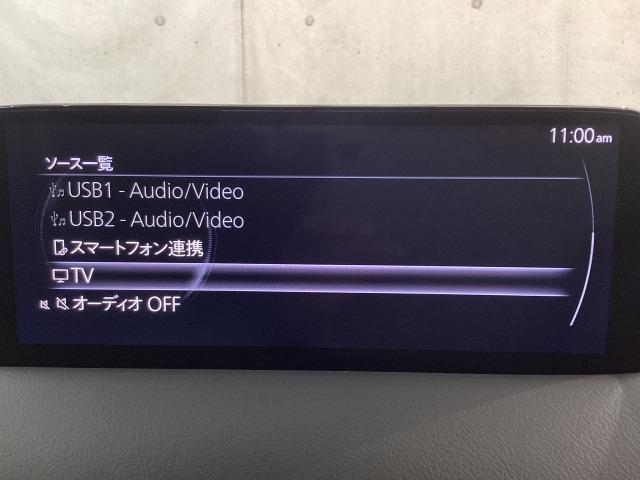 11:00am
ソース一覧
USB1 - Audio/Video
USB2 - Audio/Video
スマートフォン連携
TV
オーディオ OFF